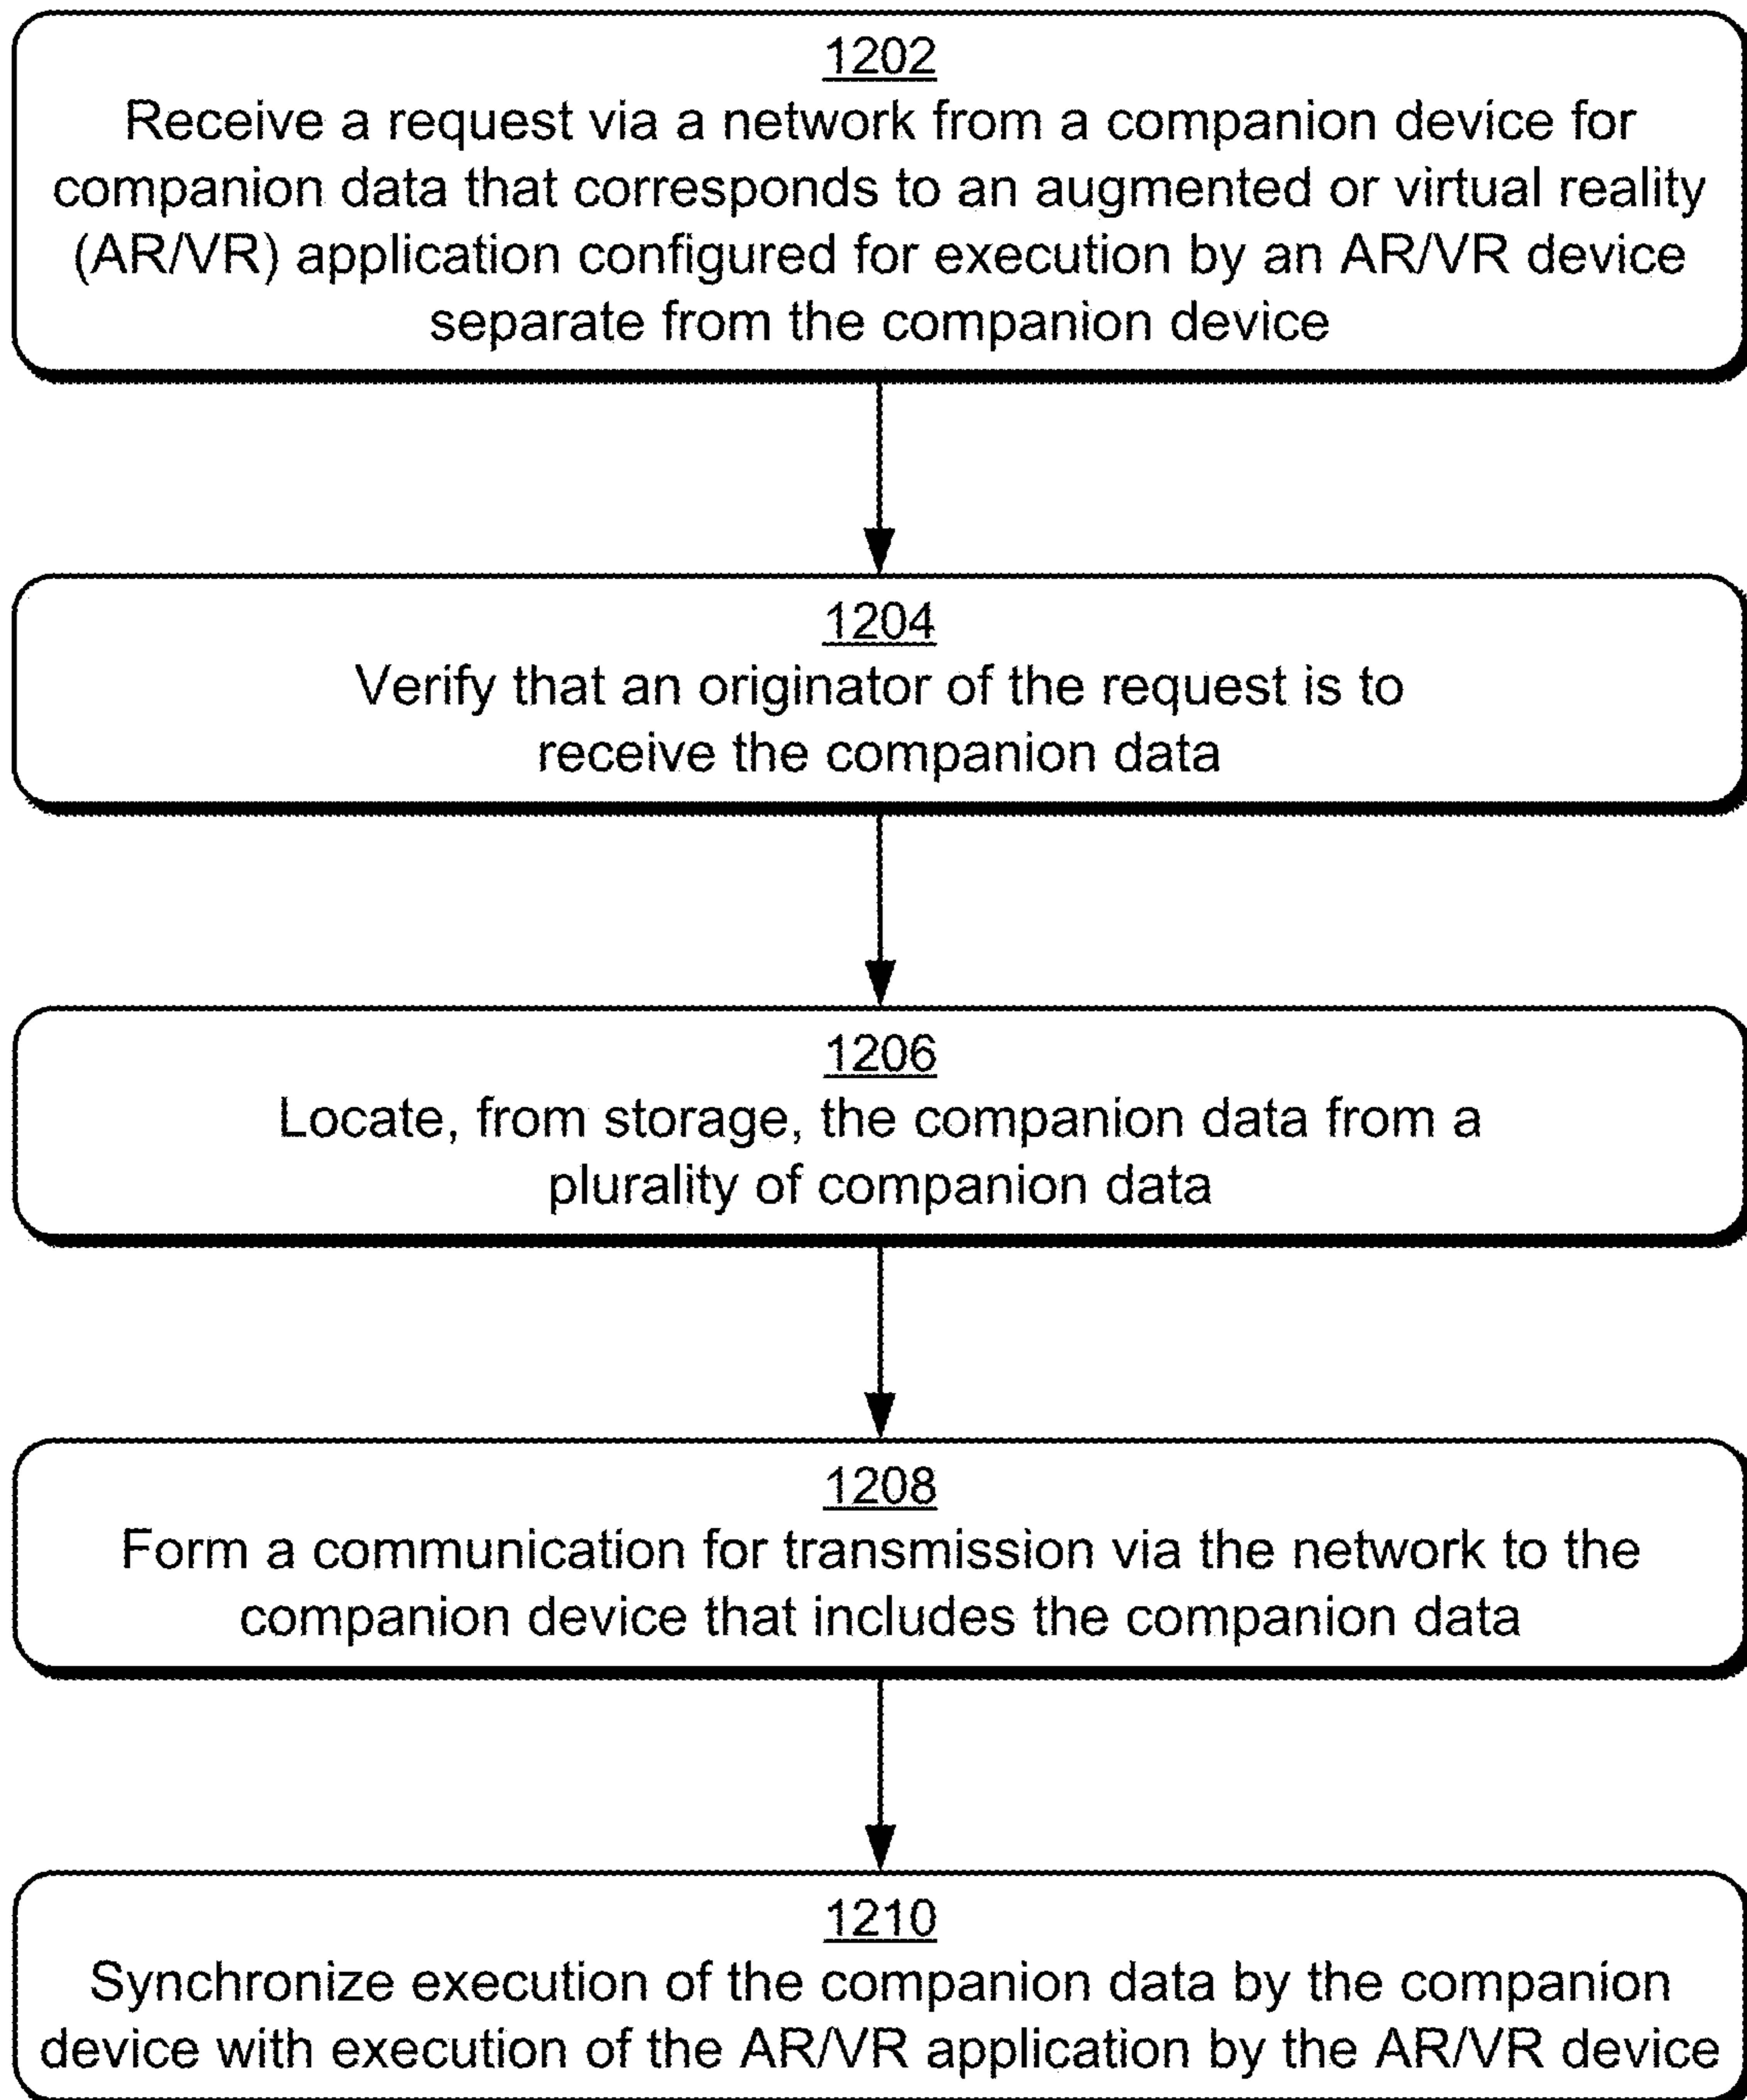 1202
Receive a request via a network from a companion device for
companion data that corresponds to an augmented or virtual reality
(AR/VR) application configured for execution by an AR/VR device
separate from the companion device
1204
Verify that an originator of the request is to
receive the companion data
1206
Locate, from storage, the companion data from a
plurality of companion data
1208
Form a communication for transmission via the network to the
companion device that includes the companion data
1210
Synchronize execution of the companion data by the companion
device with execution of the AR/VR application by the AR/VR device